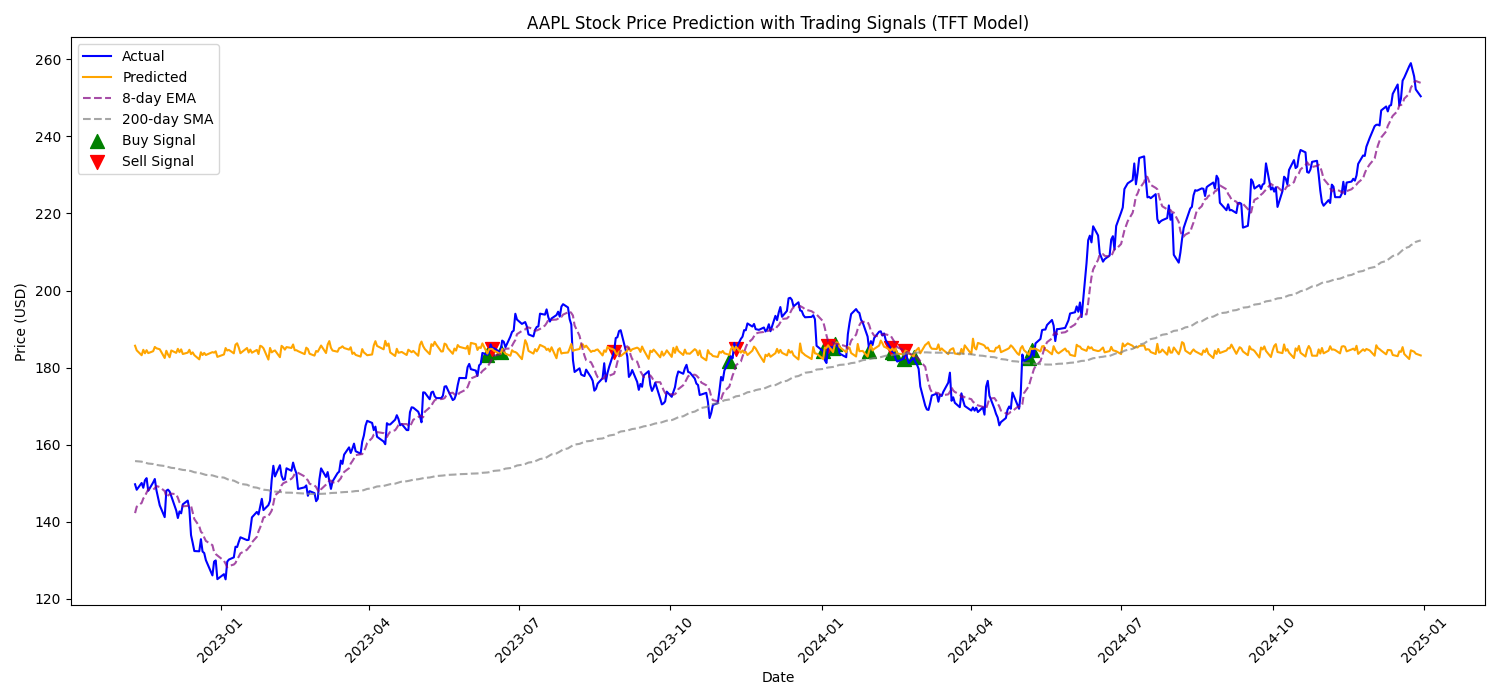 AAPL Stock Price Prediction with Trading Signals (TFT Model)
Actual
Predicted
8-day EMA
200-day SMA
Buy Signal
Sell Signal
Price (USD)
260
240
220
200
180
160
140
120
2023-01
2023-04
2023-07
2023-10
2024-01
2024-04
2024-07
2024-10
2025-01
Date